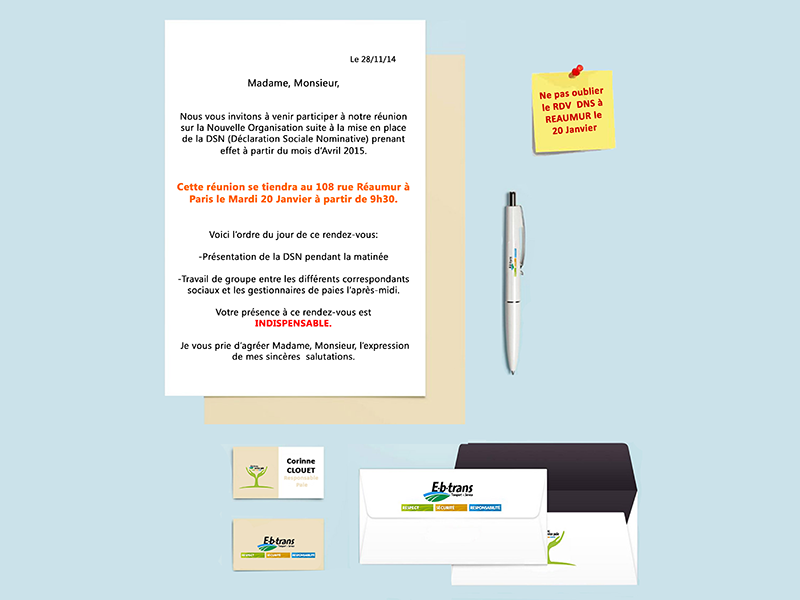 Le 28/11/14
Madame, Monsieur,
Nous vous invitons à venir participer à notre réunion
sur la Nouvelle Organisation suite à la mise en place
de la DSN (Déclaration Sociale Nominative) prenant
effet à partir du mois d'Avril 2015.
Cette réunion se tiendra au 108 rue Réaumur à
Paris le Mardi 20 Janvier à partir de 9h30.
Voici l'ordre du jour de ce rendez-vous:
-Présentation de la DSN pendant la matinée
-Travail de groupe entre les différents correspondants
sociaux et les gestionnaires de paies l'après-midi.
Votre présence à ce rendez-vous est
INDISPENSABLE.
Je vous prie d'agréer Madame, Monsieur, l'expression
de mes sincères salutations.
Ne pas oublier
le RDV DNS à
REAUMUR le
20 Janvier
E-b-trans
Corinne
CLOUET
Responsable
Paie
E-b-trans
Transport & Service
RESPECT SÉCURITÉ RESPONSABILITÉ
E-b-trans
Transport & Service
RESPECT SÉCURITÉ RESPONSABILITÉ